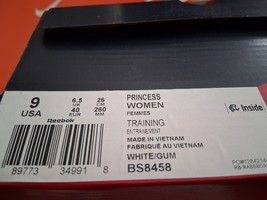 9
USA
6.5
UK
26
CM
40
EUR
260
MM
Reebok
PRINCESS
WOMEN
FEMMES
TRAINING
ENTRAINEMENT
MADE IN VIETNAM
FABRIQUÉ AU VIETNAM
WHITE/GUM
BS8458
89773 34991 8
Inside